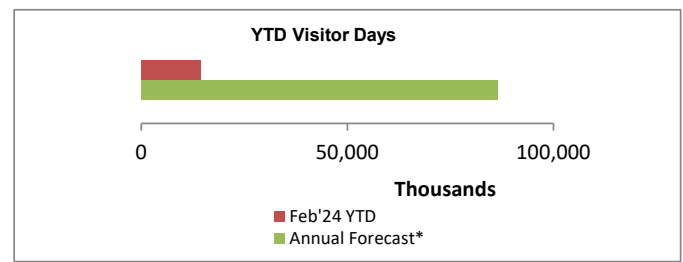 YTD Visitor Days
0 50,000 100,000
Thousands
Feb'24 YTD
Annual Forecast*